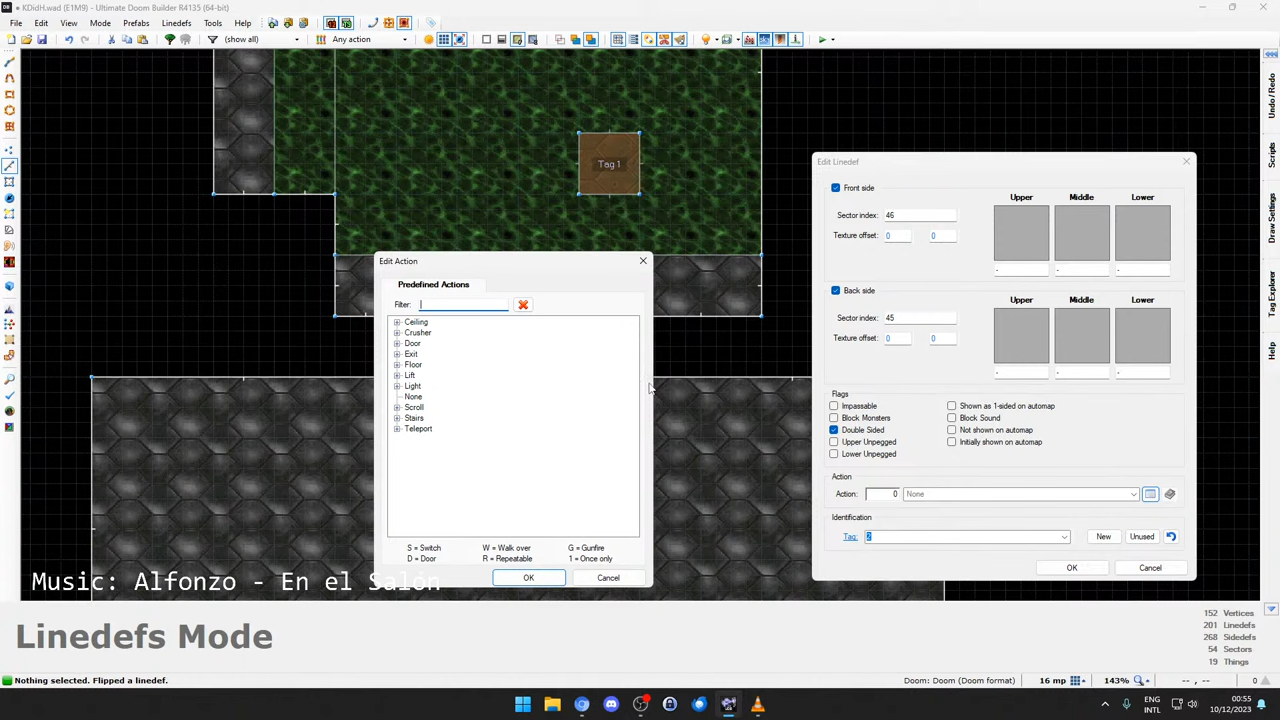 KDidH.wad (E1M9) - Ultimate Doom Builder R4135 (64-bit)
File Edit View Mode Prefabs Linedefs Tools Help
(show all) Any action
Tag 1
Edit Linedef
Front side
Upper Middle Lower
Sector index: 46
Texture offset: 0 0
- - -
Back side
Upper Middle Lower
Sector index: 45
Texture offset: 0 0
- - -
Flags
Impassable Shown as 1-sided on automap
Block Monsters Block Sound
Double Sided Not shown on automap
Upper Unpegged Initially shown on automap
Lower Unpegged
Action
Action: 0 None
Identification
Tag: 2 New Unused
OK Cancel
Edit Action
Predefined Actions
Filter:
Ceiling
Crusher
Door
Exit
Floor
Lift
Light
None
Scroll
Stairs
Teleport
S = Switch W = Walk over G = Gunfire
D = Door R = Repeatable 1 = Once only
OK Cancel
Undo / Redo
Scripts
Draw Settings
Tag Explorer
Help
Music: Alfonzo - En el Salon
Linedefs Mode
152 Vertices
201 Linedefs
268 Sidedefs
54 Sectors
19 Things
Nothing selected. Flipped a linedef.
Doom: Doom (Doom format) 16 mp 143% --, -- 0
ENG
INTL
00:55
10/12/2023